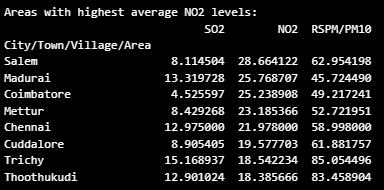 Areas with highest average NO2 levels:
SO2 NO2 RSPM/PM10
City/Town/Village/Area
Salem 8.114504 28.664122 62.954198
Madurai 13.319728 25.768707 45.724490
Coimbatore 4.525597 25.238908 49.217241
Mettur 8.429268 23.185366 52.721951
Chennai 12.975000 21.978000 58.998000
Cuddalore 8.905405 19.577703 61.881757
Trichy 15.168937 18.542234 85.054496
Thoothukudi 12.901024 18.385666 83.458904